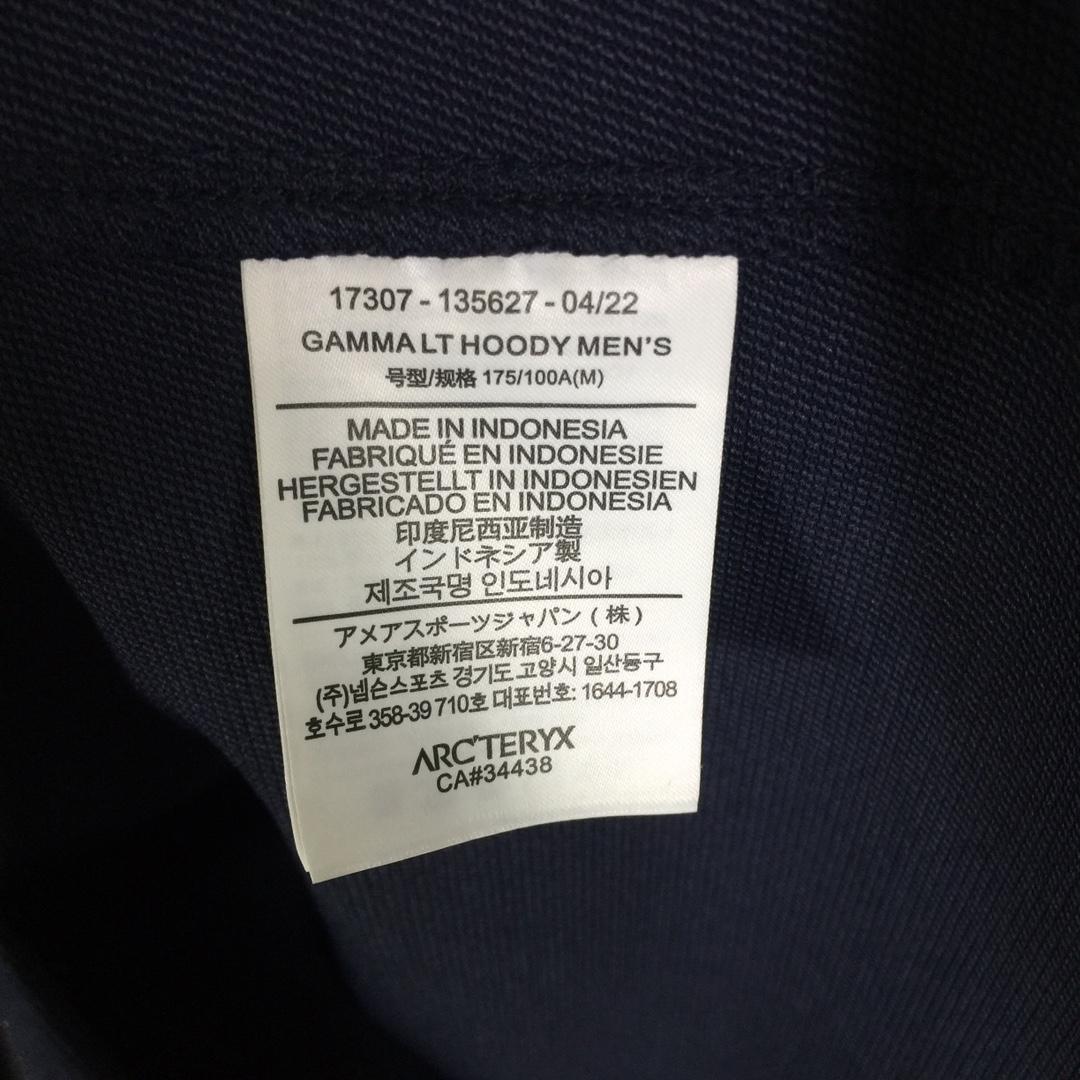 17307 - 135627 - 04/22
GAMMA LT HOODY MEN'S
号型/规格 175/100A(M)
MADE IN INDONESIA
FABRIQUÉ EN INDONESIE
HERGESTELLT IN INDONESIEN
FABRICADO EN INDONESIA
印度尼西亚制造
インドネシア製
제조국명 인도네시아
アメアスポーツジャパン ( 株 )
東京都新宿区新宿6-27-30
(주)넬슨스포츠 경기도 고양시 일산동구
호수로 358-39 710호 대표번호: 1644-1708
ARC'TERYX
CA#34438